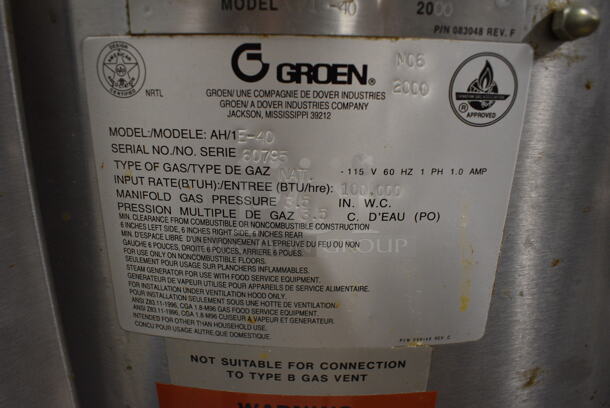 MODEL -40 2000
P/N 083048 REV. F
DESIGN
CERTIFIED
NRTL
GROEN®
NC6
2000
GROEN/ UNE COMPAGNIE DE DOVER INDUSTRIES
GROEN/ A DOVER INDUSTRIES COMPANY
JACKSON, MISSISSIPPI 39212
® APPROVED
MODEL:/MODELE: AH/1E-40
SERIAL NO./NO. SERIE 60795
TYPE OF GAS/TYPE DE GAZ NAT. - 115 V 60 HZ 1 PH 1.0 AMP
INPUT RATE(BTUH):/ENTREE (BTU/hre): 100,000
MANIFOLD GAS PRESSURE 3.5 IN. W.C.
PRESSION MULTIPLE DE GAZ 3.5 C. D'EAU (PO)
MIN. CLEARANCE FROM COMBUSTIBLE OR NONCOMBUSTIBLE CONSTRUCTION
6 INCHES LEFT SIDE, 6 INCHES RIGHT SIDE, 6 INCHES REAR
MIN. D'ESPACE LIBRE D'UN ENVIRONNEMENT A L'EPREUVE DU FEU OU NON
GAUCHE 6 POUCES, DROITE 6 POUCES, ARRIERE 6 POUES.
FOR USE ONLY ON NONCOMBUSTIBLE FLOORS.
SEULEMENT POUR USAGE SUR PLANCHERS INFLAMMABLES.
STEAM GENERATOR FOR USE WITH FOOD SERVICE EQUIPMENT.
GENERATEUR DE VAPEUR UTILISE POUR APPAREILS DE SERVICE ALIMENTAIRE.
FOR INSTALLATION UNDER VENTILATION HOOD ONLY.
POUR INSTALLATION SEULEMENT SOUS UNE HOTTE DE VENTILATION.
ANSI Z83.11-1996, CGA 1.8-M96 GAS FOOD SERVICE EQUIPMENT.
ANSI Z83.11-1996, CGA 1.8-M96 CUISEUR A VAPEUR ET GENERATEUR.
INTENDED FOR OTHER THAN HOUSEHOLD USE.
CONCU POUR USAGE AUTRE QUE DOMESTIQUE.
GROUP
NOT SUITABLE FOR CONNECTION
TO TYPE B GAS VENT
WARNING